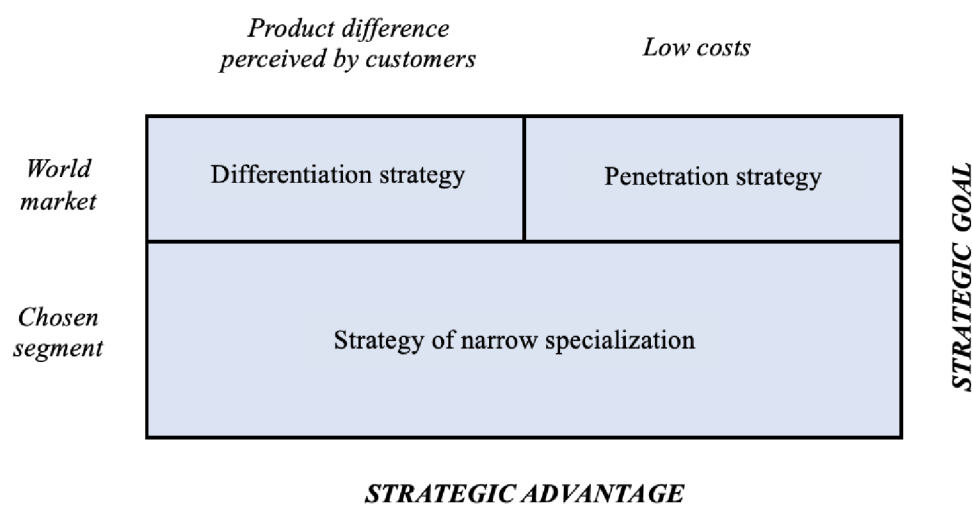 Product difference
perceived by customers
Low costs
World
market
Differentiation strategy
Penetration strategy
Chosen
segment
Strategy of narrow specialization
STRATEGIC GOAL
STRATEGIC ADVANTAGE